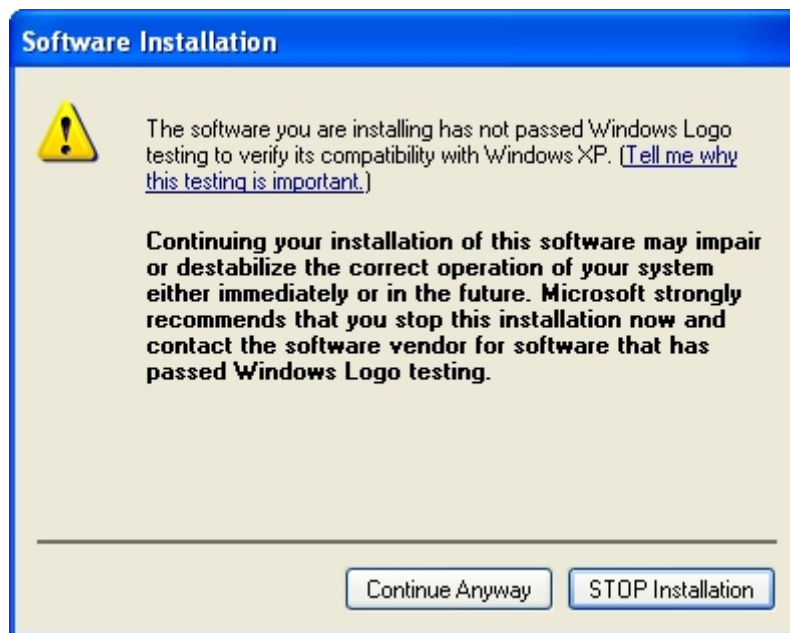 Software Installation
The software you are installing has not passed Windows Logo
testing to verify its compatibility with Windows XP. (Tell me why
this testing is important.)
Continuing your installation of this software may impair
or destabilize the correct operation of your system
either immediately or in the future. Microsoft strongly
recommends that you stop this installation now and
contact the software vendor for software that has
passed Windows Logo testing.
Continue Anyway
STOP Installation